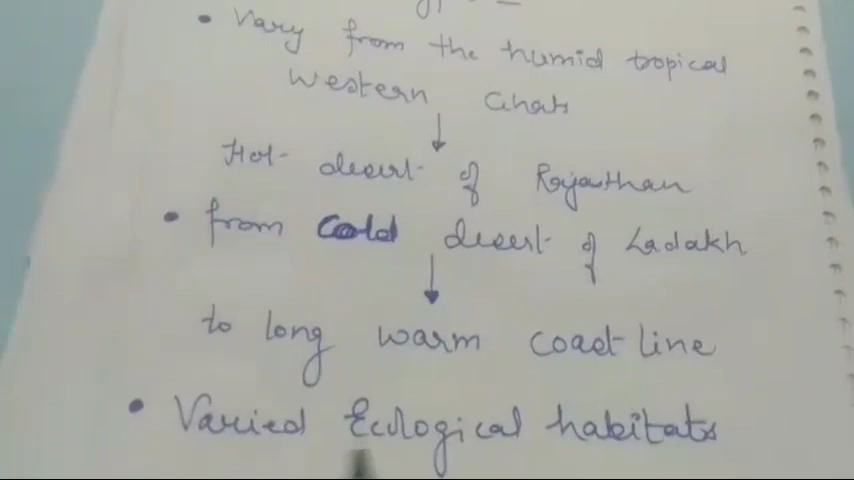 • Vary from the humid tropical
Western Ghats
↓
Hot desert of Rajasthan
• from Cold desert of Ladakh
↓
to long warm coast line
• Varied Ecological habitats